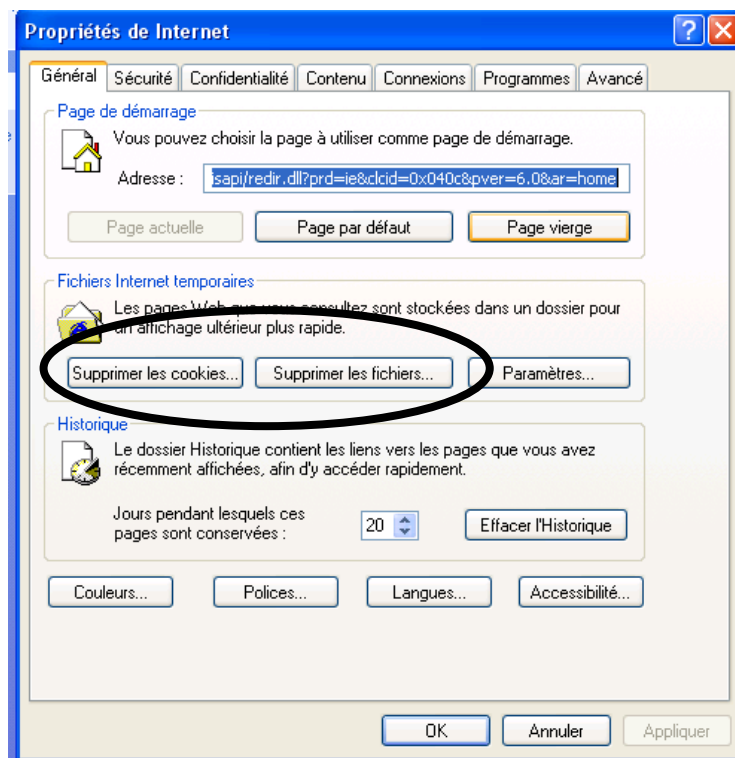 Propriétés de Internet
Général Sécurité Confidentialité Contenu Connexions Programmes Avancé
Page de démarrage
Vous pouvez choisir la page à utiliser comme page de démarrage.
Adresse : isapi/redir.dll?prd=ie&clcid=0x040c&pver=6.0&ar=home
Page actuelle Page par défaut Page vierge
Fichiers Internet temporaires
Les pages Web que vous consultez sont stockées dans un dossier pour
un affichage ultérieur plus rapide.
Supprimer les cookies... Supprimer les fichiers... Paramètres...
Historique
Le dossier Historique contient les liens vers les pages que vous avez
récemment affichées, afin d'y accéder rapidement.
Jours pendant lesquels ces
pages sont conservées : 20 Effacer l'Historique
Couleurs... Polices... Langues... Accessibilité...
OK Annuler Appliquer